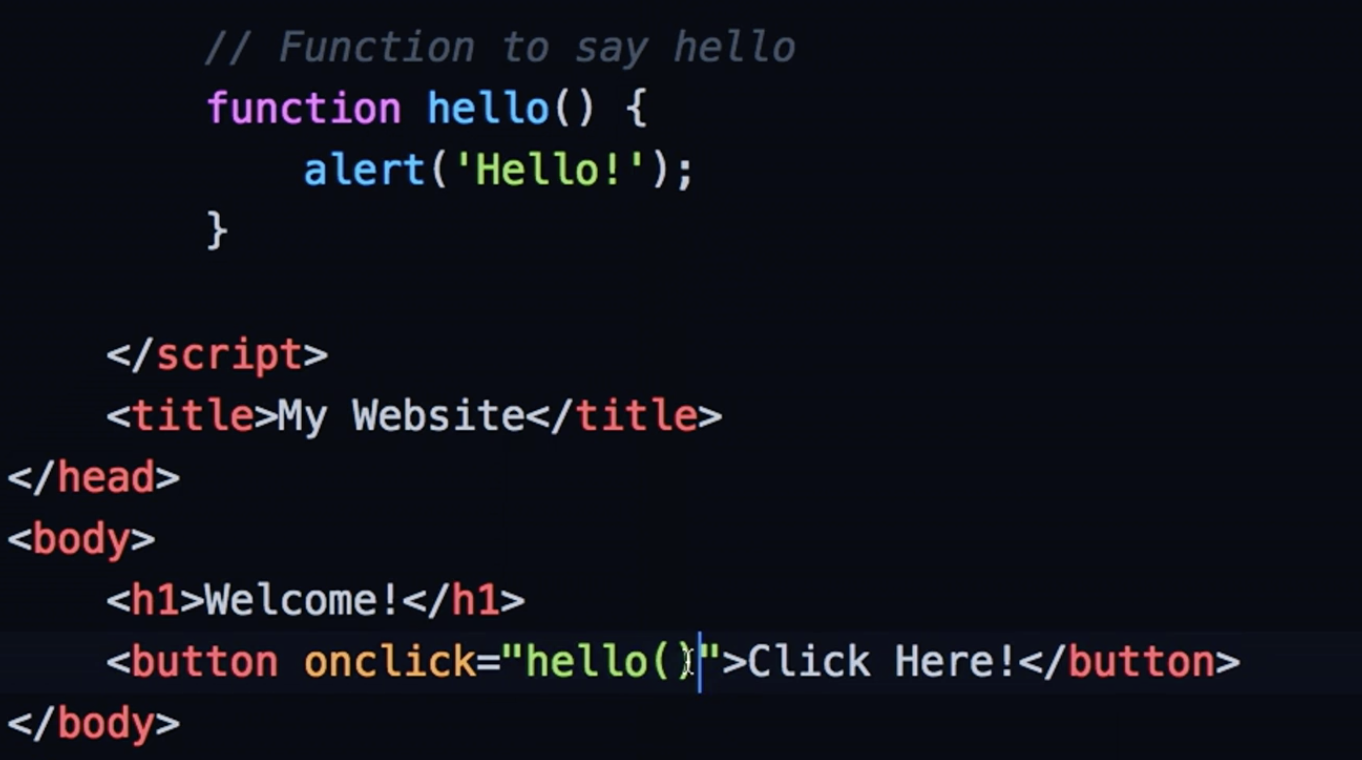 // Function to say hello
function hello() {
alert('Hello!');
}
</script>
<title>My Website</title>
</head>
<body>
<h1>Welcome!</h1>
<button onclick="hello()">Click Here!</button>
</body>